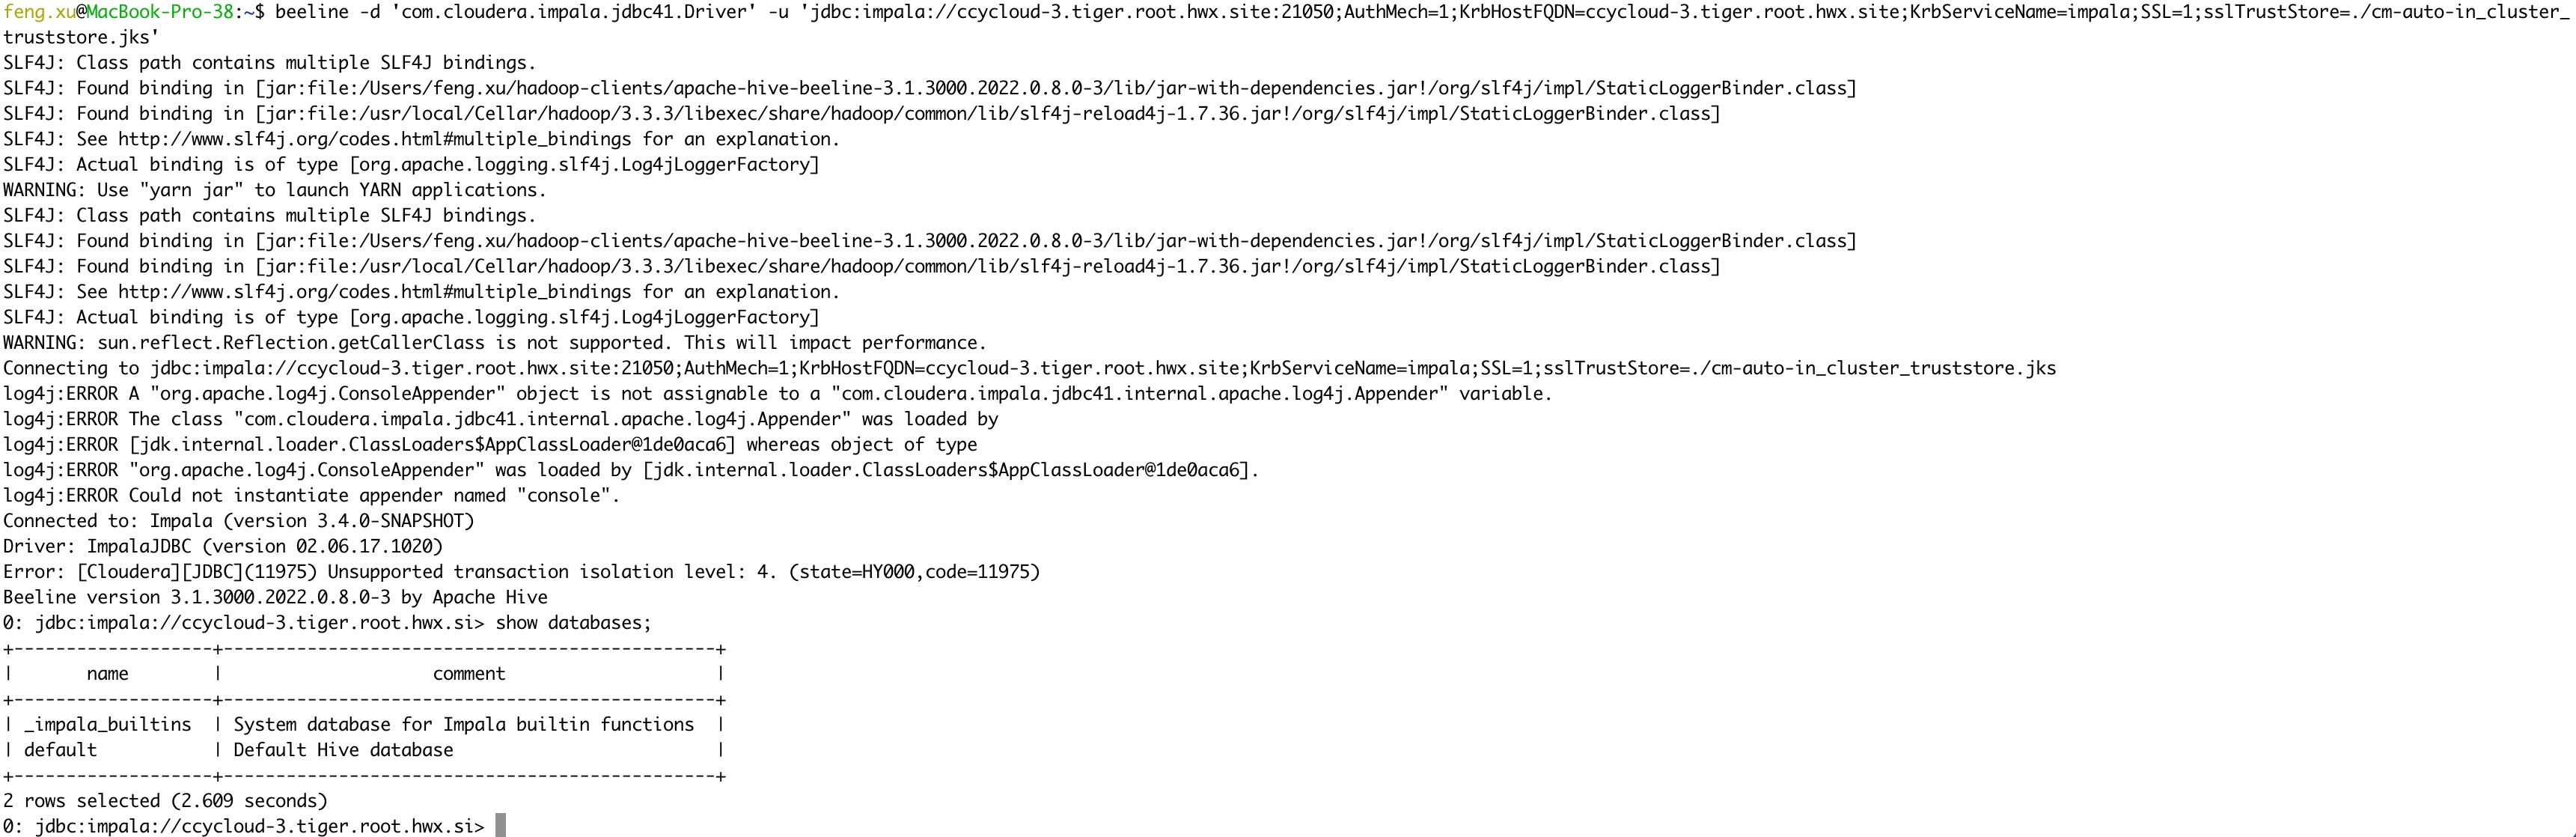 feng.xu@MacBook-Pro-38:~$ beeline -d 'com.cloudera.impala.jdbc41.Driver' -u 'jdbc:impala://ccycloud-3.tiger.root.hwx.site:21050;AuthMech=1;KrbHostFQDN=ccycloud-3.tiger.root.hwx.site;KrbServiceName=impala;SSL=1;sslTrustStore=./cm-auto-in_cluster_
truststore.jks'
SLF4J: Class path contains multiple SLF4J bindings.
SLF4J: Found binding in [jar:file:/Users/feng.xu/hadoop-clients/apache-hive-beeline-3.1.3000.2022.0.8.0-3/lib/jar-with-dependencies.jar!/org/slf4j/impl/StaticLoggerBinder.class]
SLF4J: Found binding in [jar:file:/usr/local/Cellar/hadoop/3.3.3/libexec/share/hadoop/common/lib/slf4j-reload4j-1.7.36.jar!/org/slf4j/impl/StaticLoggerBinder.class]
SLF4J: See http://www.slf4j.org/codes.html#multiple_bindings for an explanation.
SLF4J: Actual binding is of type [org.apache.logging.slf4j.Log4jLoggerFactory]
WARNING: Use "yarn jar" to launch YARN applications.
SLF4J: Class path contains multiple SLF4J bindings.
SLF4J: Found binding in [jar:file:/Users/feng.xu/hadoop-clients/apache-hive-beeline-3.1.3000.2022.0.8.0-3/lib/jar-with-dependencies.jar!/org/slf4j/impl/StaticLoggerBinder.class]
SLF4J: Found binding in [jar:file:/usr/local/Cellar/hadoop/3.3.3/libexec/share/hadoop/common/lib/slf4j-reload4j-1.7.36.jar!/org/slf4j/impl/StaticLoggerBinder.class]
SLF4J: See http://www.slf4j.org/codes.html#multiple_bindings for an explanation.
SLF4J: Actual binding is of type [org.apache.logging.slf4j.Log4jLoggerFactory]
WARNING: sun.reflect.Reflection.getCallerClass is not supported. This will impact performance.
Connecting to jdbc:impala://ccycloud-3.tiger.root.hwx.site:21050;AuthMech=1;KrbHostFQDN=ccycloud-3.tiger.root.hwx.site;KrbServiceName=impala;SSL=1;sslTrustStore=./cm-auto-in_cluster_truststore.jks
log4j:ERROR A "org.apache.log4j.ConsoleAppender" object is not assignable to a "com.cloudera.impala.jdbc41.internal.apache.log4j.Appender" variable.
log4j:ERROR The class "com.cloudera.impala.jdbc41.internal.apache.log4j.Appender" was loaded by
log4j:ERROR [jdk.internal.loader.ClassLoaders$AppClassLoader@1de0aca6] whereas object of type
log4j:ERROR "org.apache.log4j.ConsoleAppender" was loaded by [jdk.internal.loader.ClassLoaders$AppClassLoader@1de0aca6].
log4j:ERROR Could not instantiate appender named "console".
Connected to: Impala (version 3.4.0-SNAPSHOT)
Driver: ImpalaJDBC (version 02.06.17.1020)
Error: [Cloudera][JDBC](11975) Unsupported transaction isolation level: 4. (state=HY000,code=11975)
Beeline version 3.1.3000.2022.0.8.0-3 by Apache Hive
0: jdbc:impala://ccycloud-3.tiger.root.hwx.si> show databases;
+-------------------+-----------------------------------------------+
|       name        |                    comment                    |
+-------------------+-----------------------------------------------+
| _impala_builtins  | System database for Impala builtin functions  |
| default           | Default Hive database                         |
+-------------------+-----------------------------------------------+
2 rows selected (2.609 seconds)
0: jdbc:impala://ccycloud-3.tiger.root.hwx.si>